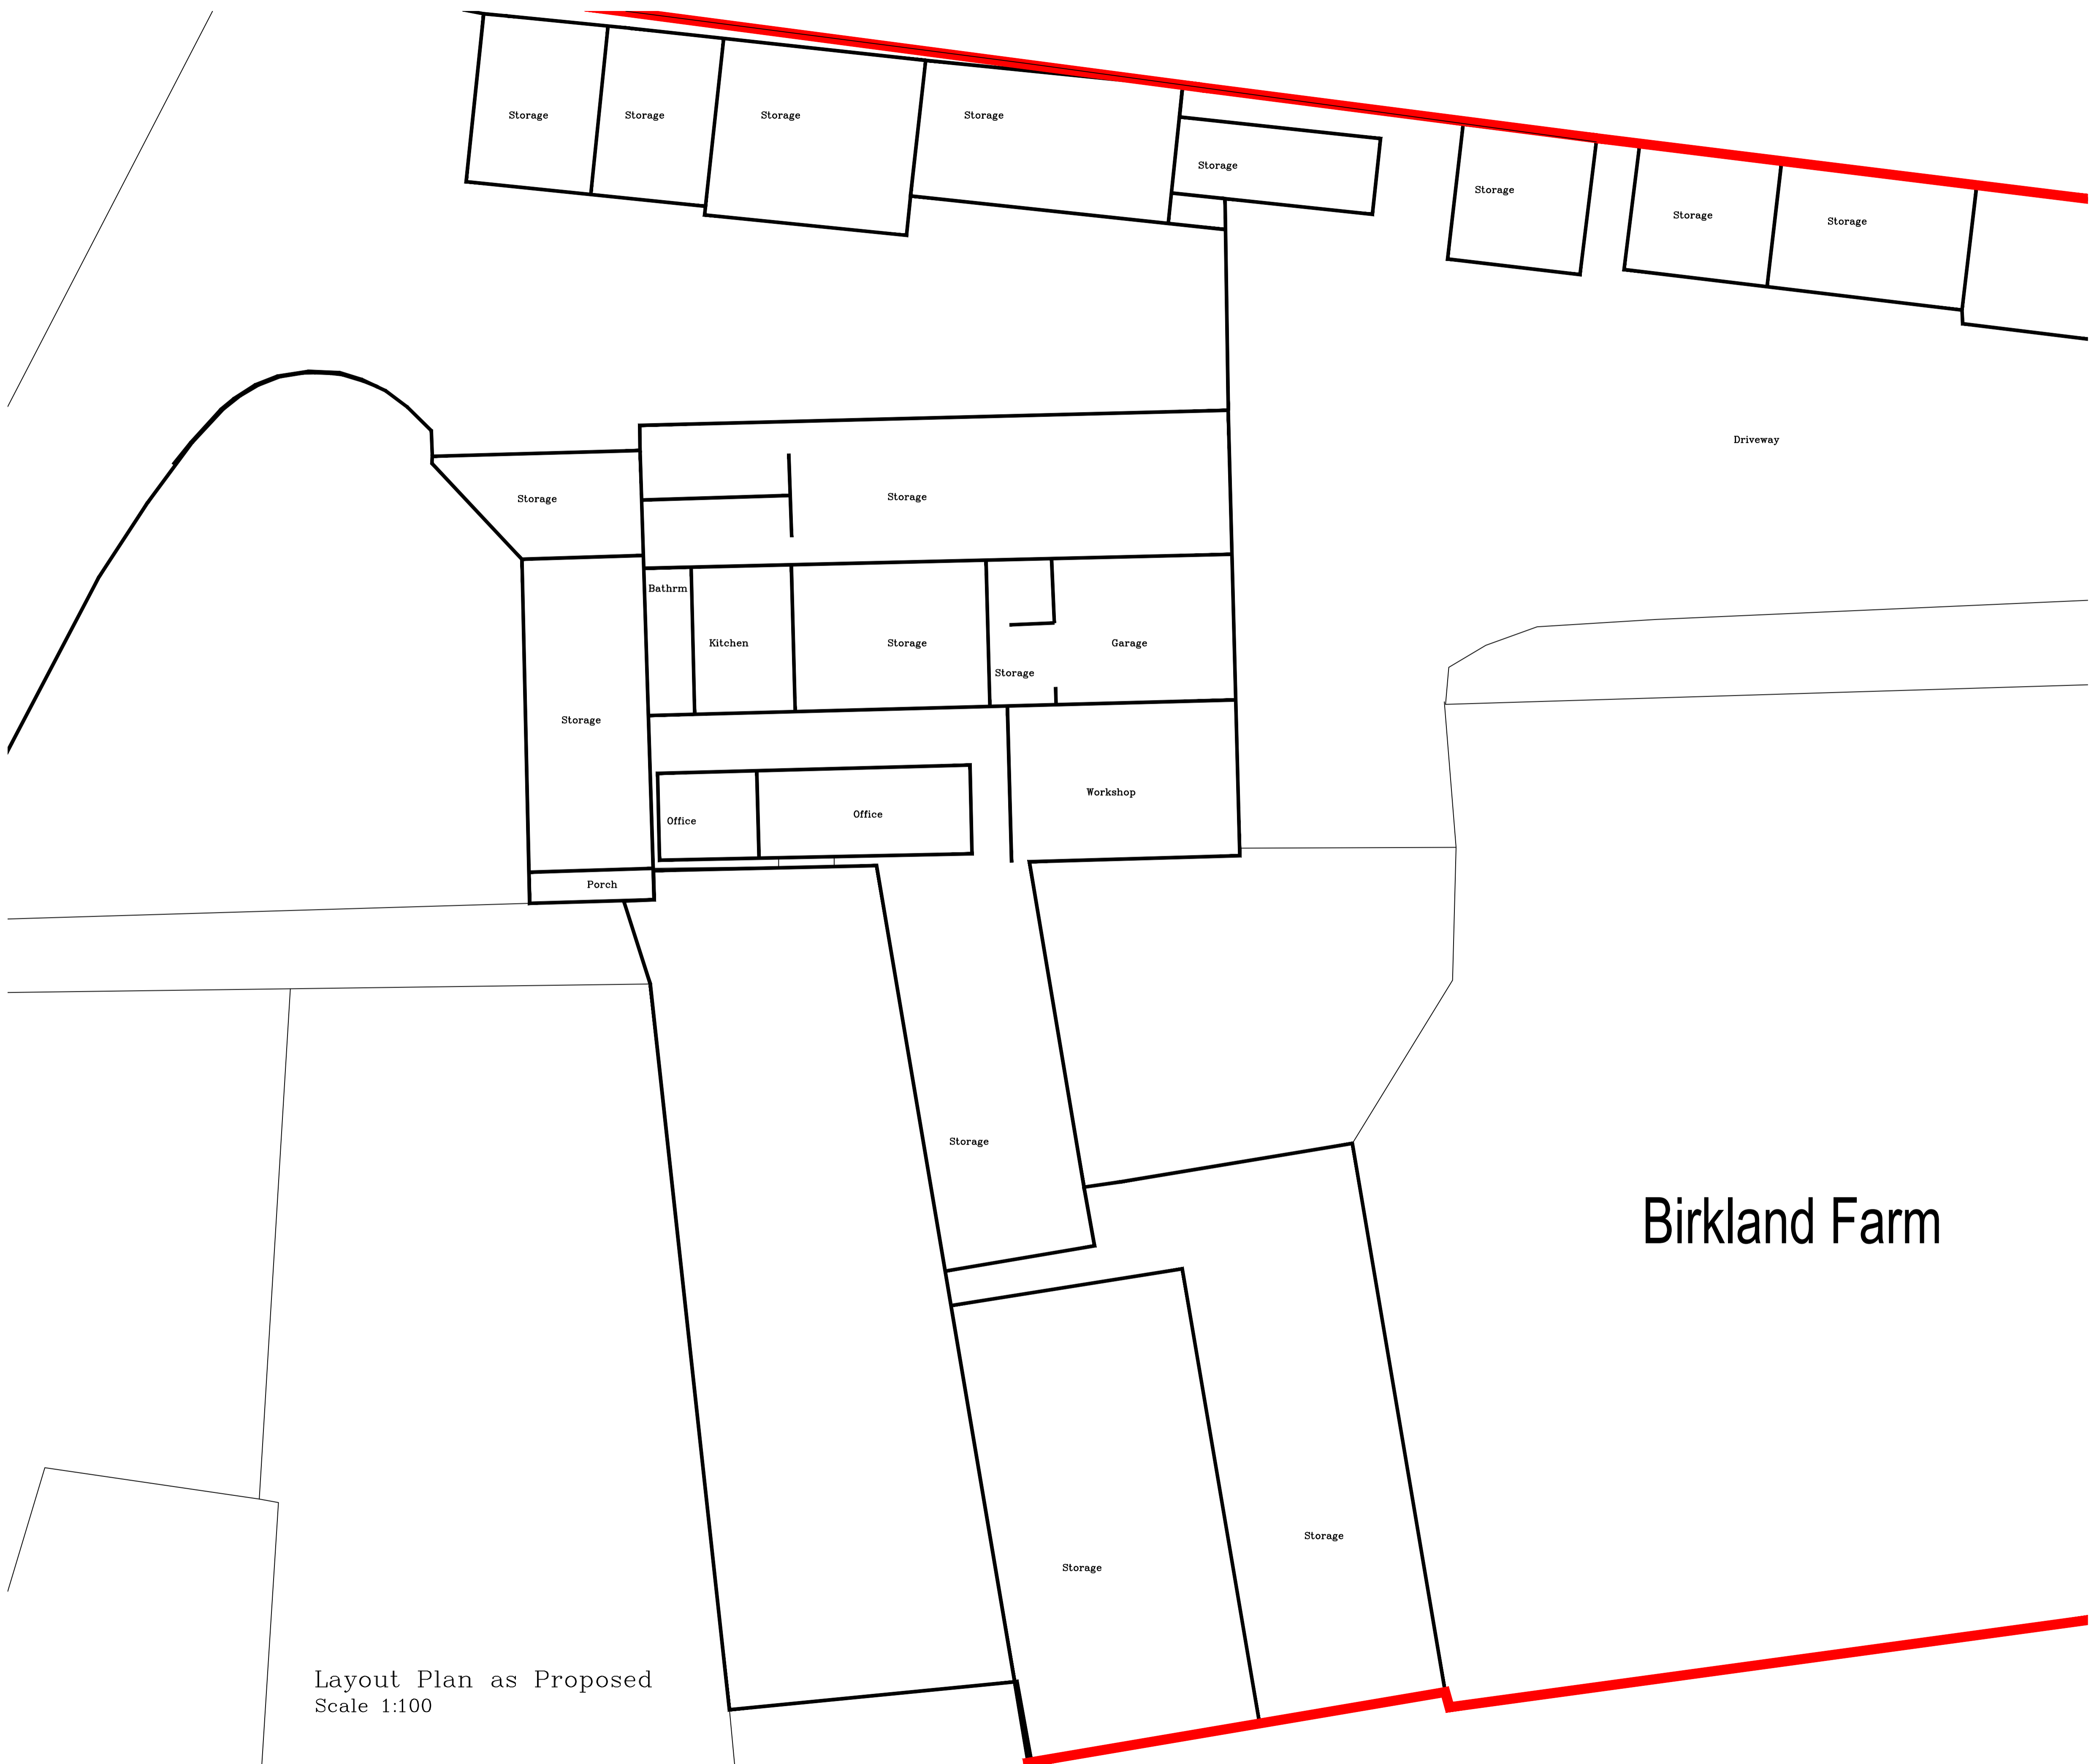 Storage
Storage
Storage
Storage
Storage
Storage
Storage
Storage
Driveway
Storage
Storage
Bathrm
Kitchen
Storage
Garage
Storage
Storage
Workshop
Office
Office
Porch
Storage
Birkland Farm
Storage
Storage
Layout Plan as Proposed
Scale 1:100